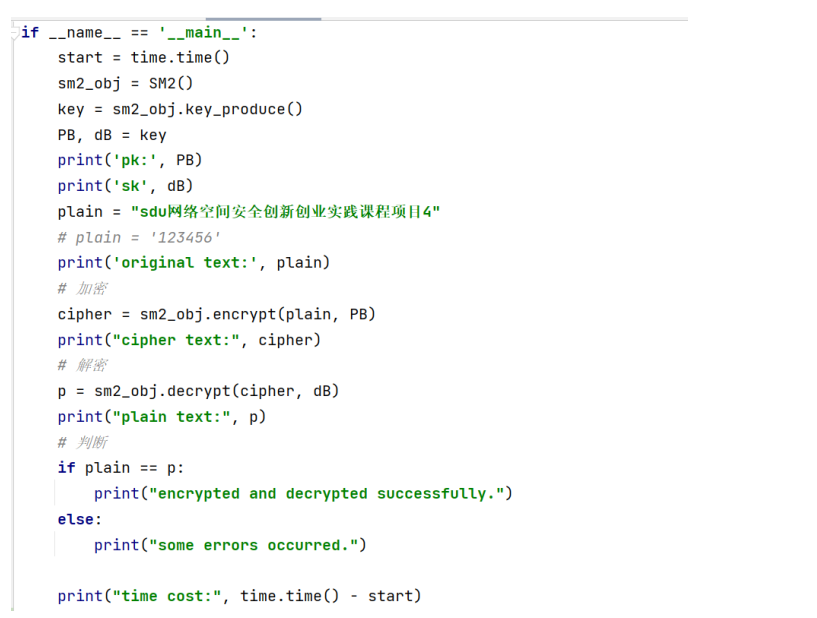 if __name__ == '__main__':
    start = time.time()
    sm2_obj = SM2()
    key = sm2_obj.key_produce()
    PB, dB = key
    print('pk:', PB)
    print('sk', dB)
    plain = "sdu网络空间安全创新创业实践课程项目4"
    # plain = '123456'
    print('original text:', plain)
    # 加密
    cipher = sm2_obj.encrypt(plain, PB)
    print("cipher text:", cipher)
    # 解密
    p = sm2_obj.decrypt(cipher, dB)
    print("plain text:", p)
    # 判断
    if plain == p:
        print("encrypted and decrypted successfully.")
    else:
        print("some errors occurred.")
    print("time cost:", time.time() - start)